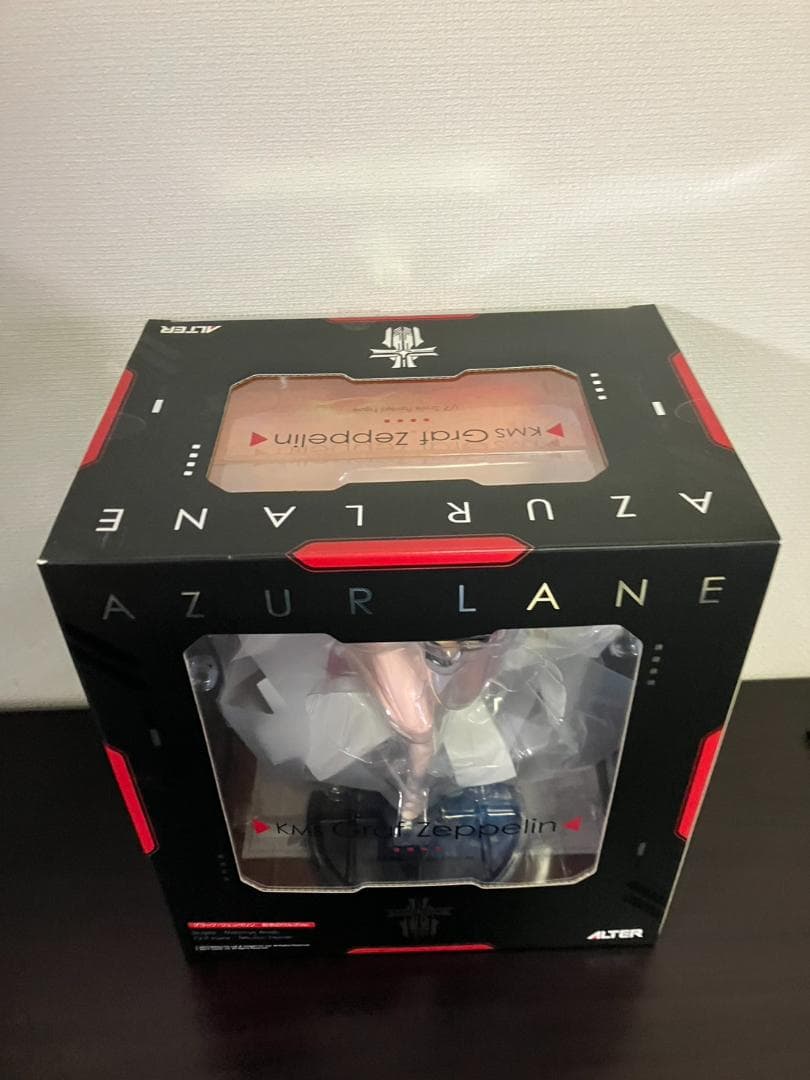 ALTER
1/7 Scale Painted Figure
KMS Graf Zeppelin
AZUR LANE
AZUR LANE
KMS Graf Zeppelin
ALTER